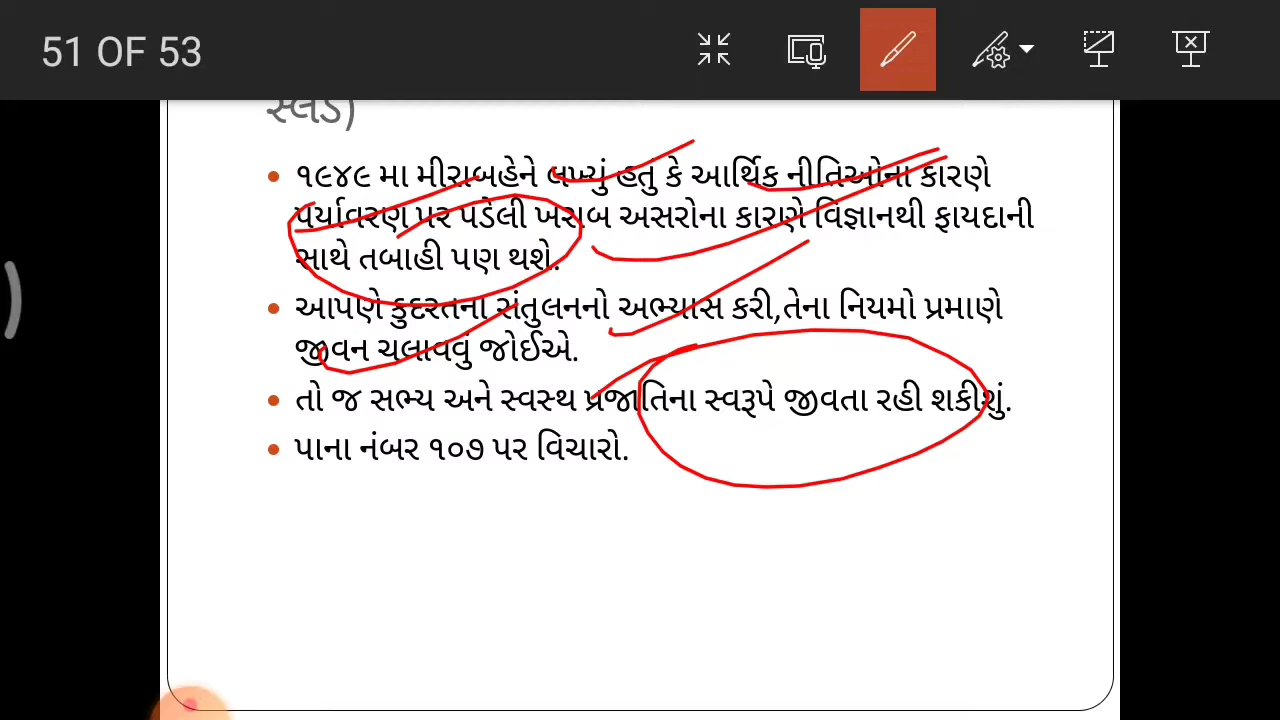 51 OF 53
સ્લેડ)
૧૯૪૯ મા મીરાબહેને લખ્યું હતું કે આર્થિક નીતિઓના કારણે
પર્યાવરણ પર પડેલી ખરાબ અસરોના કારણે વિજ્ઞાનથી ફાયદાની
સાથે તબાહી પણ થશે.
આપણે કુદરતના સંતુલનનો અભ્યાસ કરી,તેના નિયમો પ્રમાણે
જીવન ચલાવવું જોઈએ.
તો જ સભ્ય અને સ્વસ્થ પ્રજાતિના સ્વરૂપે જીવતા રહી શકીશું.
પાના નંબર ૧૦૭ પર વિચારો.